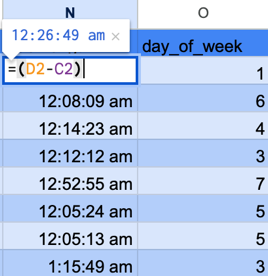 N O
12:26:49 am ×
day_of_week
=(D2-C2) 1
12:08:09 am 6
12:14:23 am 4
12:12:12 am 3
12:52:55 am 7
12:05:24 am 5
12:05:13 am 5
1:15:49 am 3